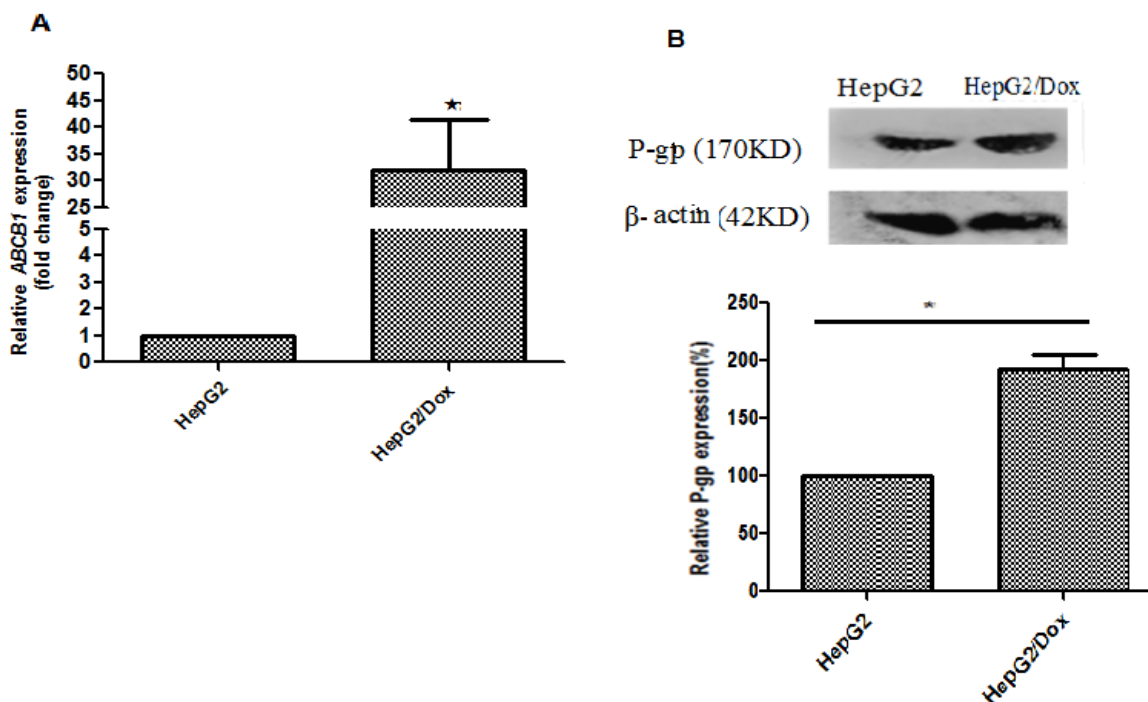 A
Relative ABCB1 expression
(fold change)
50
45
40
35
30
25
5
4
3
2
1
0
★
HepG2
HepG2/Dox
B
HepG2 HepG2/Dox
P-gp (170KD)
β- actin (42KD)
Relative P-gp expression(%)
250
200
150
100
50
0
*
HepG2
HepG2/Dox